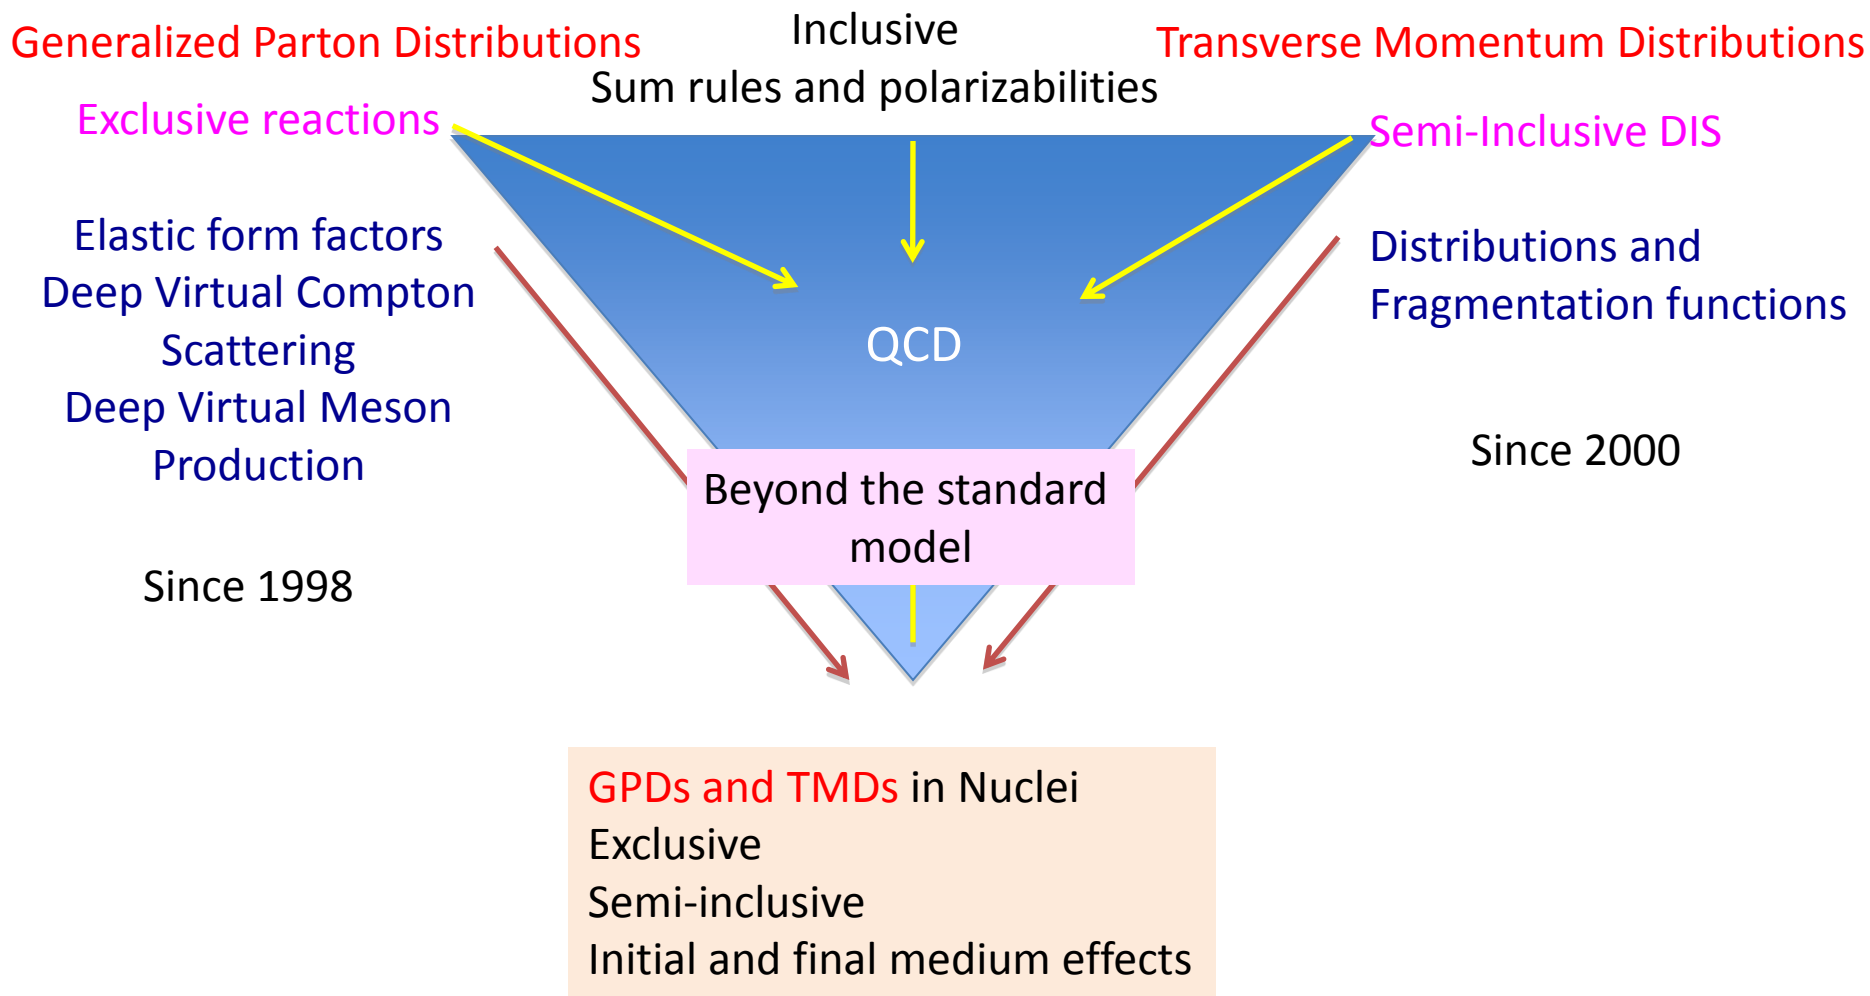 Generalized Parton Distributions
Exclusive reactions
Elastic form factors
Deep Virtual Compton
Scattering
Deep Virtual Meson
Production
Since 1998
Inclusive
Sum rules and polarizabilities
QCD
Beyond the standard
model
Transverse Momentum Distributions
Semi-Inclusive DIS
Distributions and
Fragmentation functions
Since 2000
GPDs and TMDs in Nuclei
Exclusive
Semi-inclusive
Initial and final medium effects